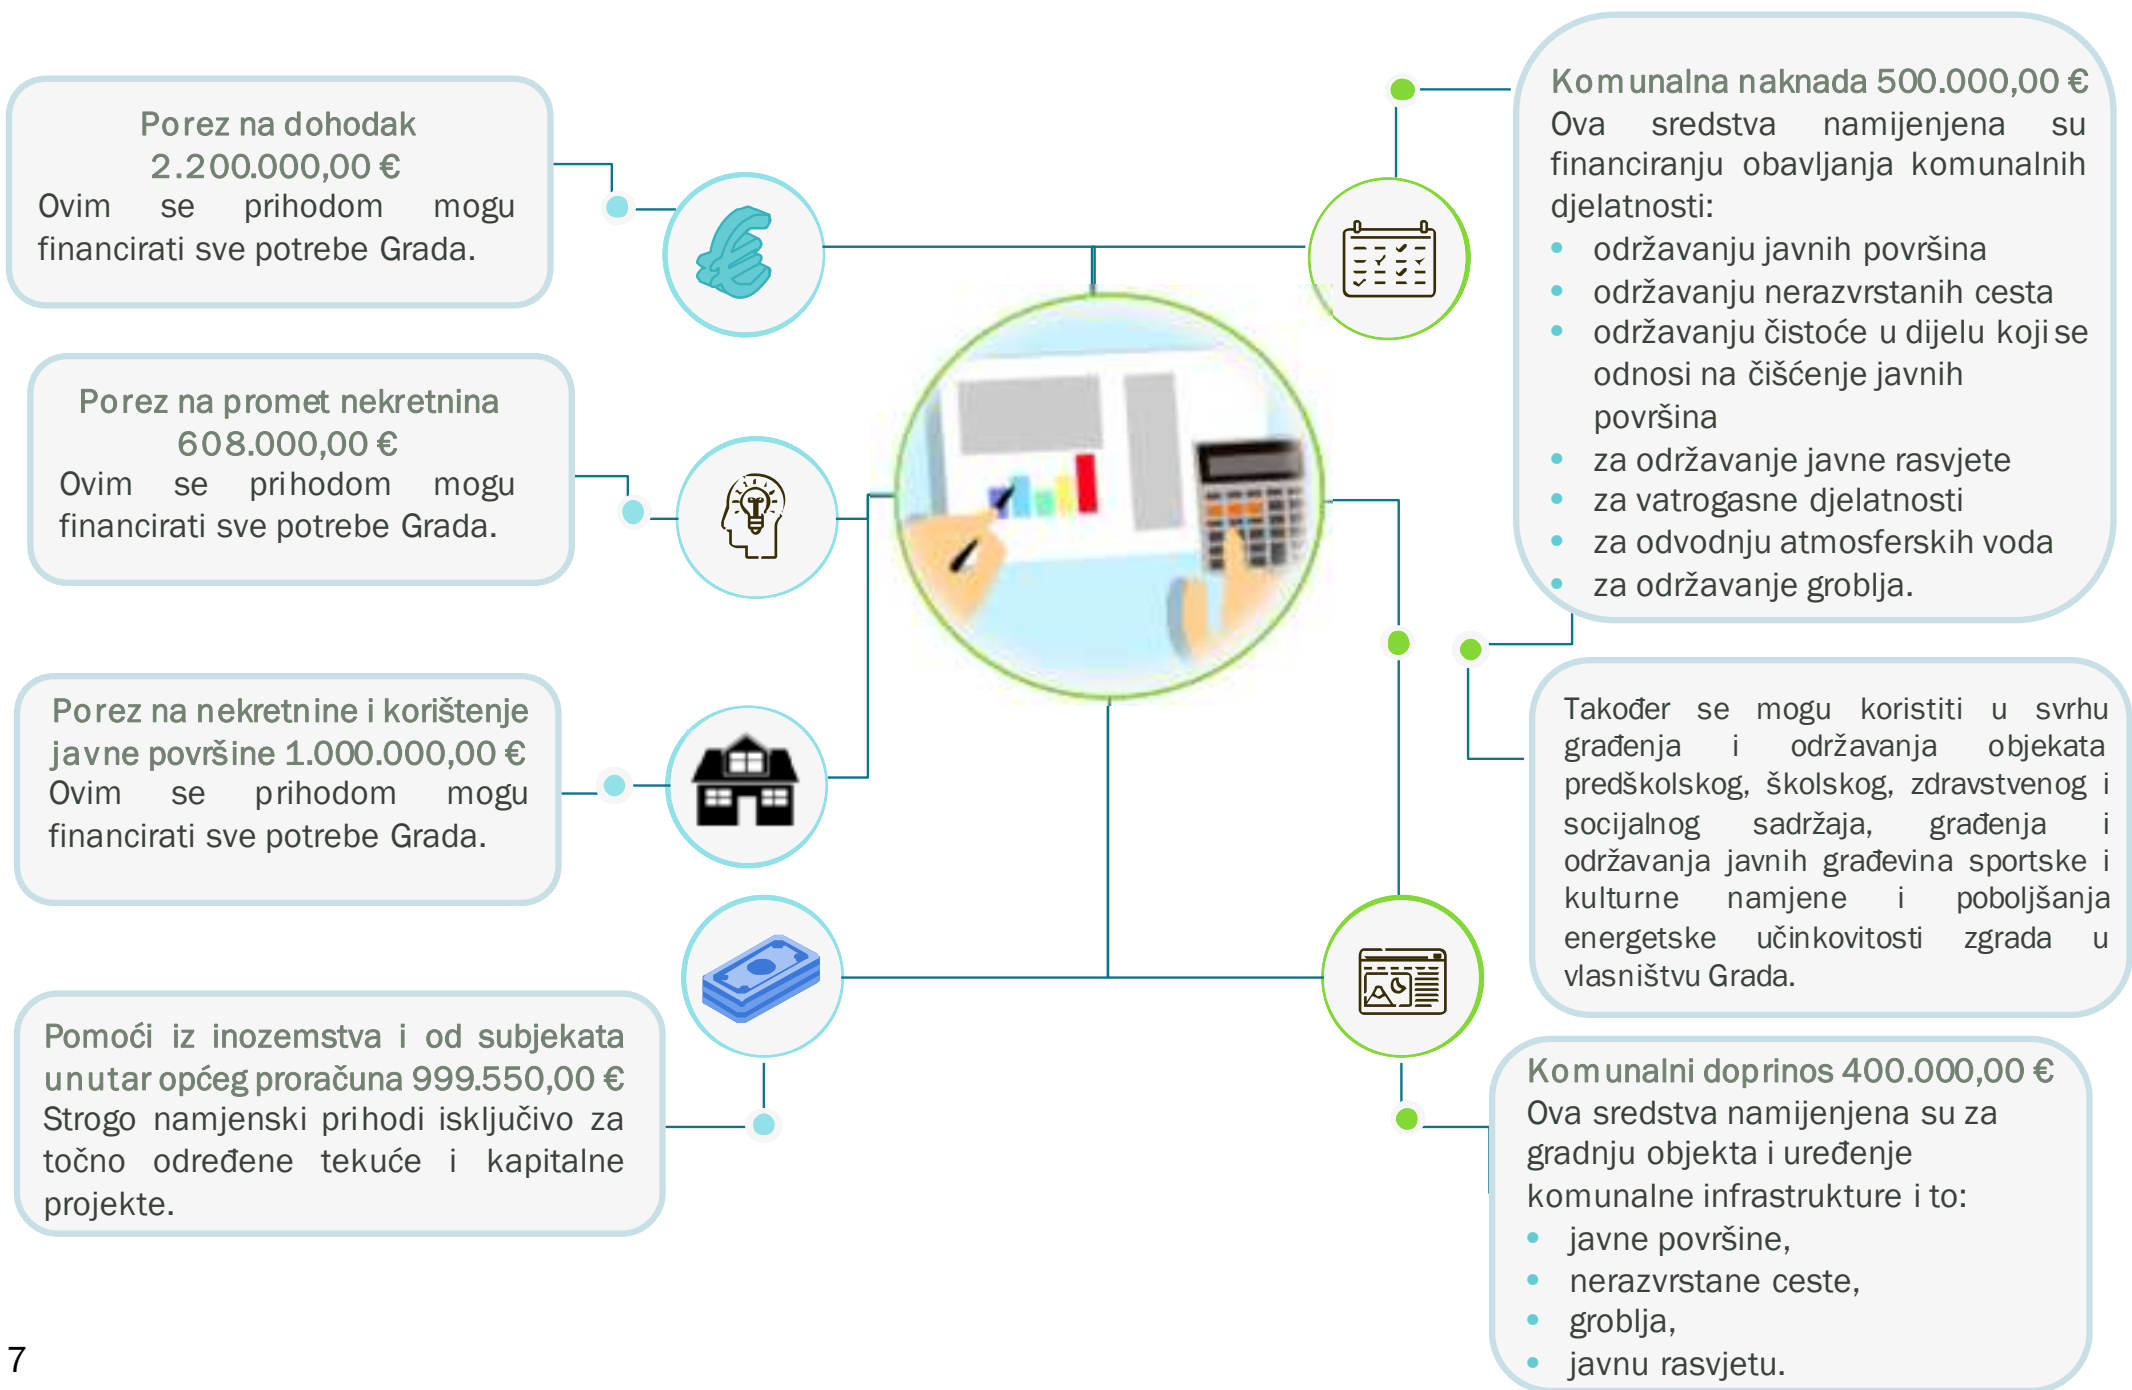 Porez na dohodak
2.200.000,00 €
Ovim se prihodom mogu
financirati sve potrebe Grada.
Porez na promet nekretnina
608.000,00 €
Ovim se prihodom mogu
financirati sve potrebe Grada.
Porez na nekretnine i korištenje
javne površine 1.000.000,00 €
Ovim se prihodom mogu
financirati sve potrebe Grada.
Pomoći iz inozemstva i od subjekata
unutar općeg proračuna 999.550,00 €
Strogo namjenski prihodi isključivo za
točno određene tekuće i kapitalne
projekte.
Komunalna naknada 500.000,00 €
Ova sredstva namijenjena su
financiranju obavljanja komunalnih
djelatnosti:
• održavanju javnih površina
• održavanju nerazvrstanih cesta
• održavanju čistoće u dijelu koji se
odnosi na čišćenje javnih
površina
• za održavanje javne rasvjete
• za vatrogasne djelatnosti
• za odvodnju atmosferskih voda
• za održavanje groblja.
Također se mogu koristiti u svrhu
građenja i održavanja objekata
predškolskog, školskog, zdravstvenog i
socijalnog sadržaja, građenja i
održavanja javnih građevina sportske i
kulturne namjene i poboljšanja
energetske učinkovitosti zgrada u
vlasništvu Grada.
Komunalni doprinos 400.000,00 €
Ova sredstva namijenjena su za
gradnju objekta i uređenje
komunalne infrastrukture i to:
• javne površine,
• nerazvrstane ceste,
• groblja,
• javnu rasvjetu.
7